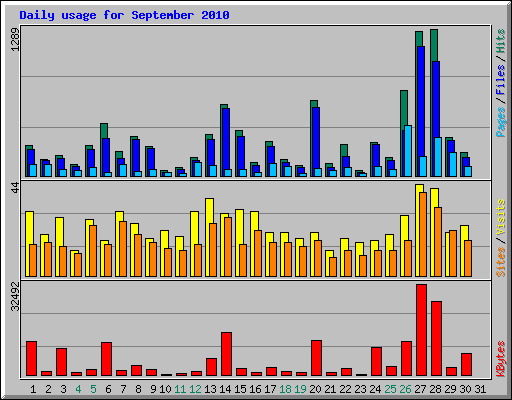 Daily usage for September 2010
1289
Pages / Files / Hits
44
Sites / Visits
32492
KBytes
1 2 3 4 5 6 7 8 9 10 11 12 13 14 15 16 17 18 19 20 21 22 23 24 25 26 27 28 29 30 31